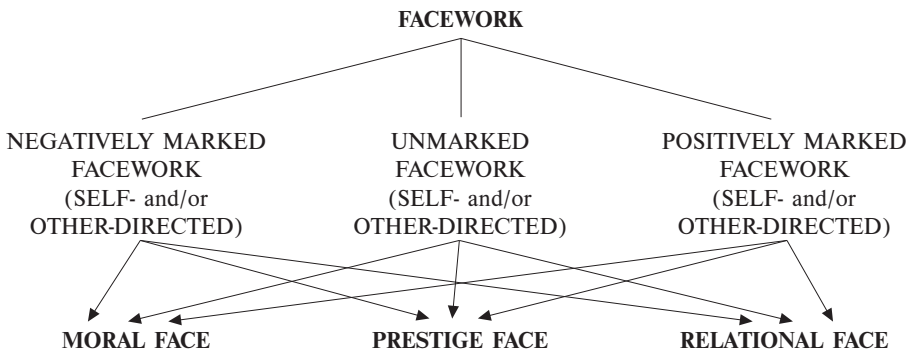 FACEWORK
NEGATIVELY MARKED
FACEWORK
(SELF- and/or
OTHER-DIRECTED)
UNMARKED
FACEWORK
(SELF- and/or
OTHER-DIRECTED)
POSITIVELY MARKED
FACEWORK
(SELF- and/or
OTHER-DIRECTED)
MORAL FACE
PRESTIGE FACE
RELATIONAL FACE